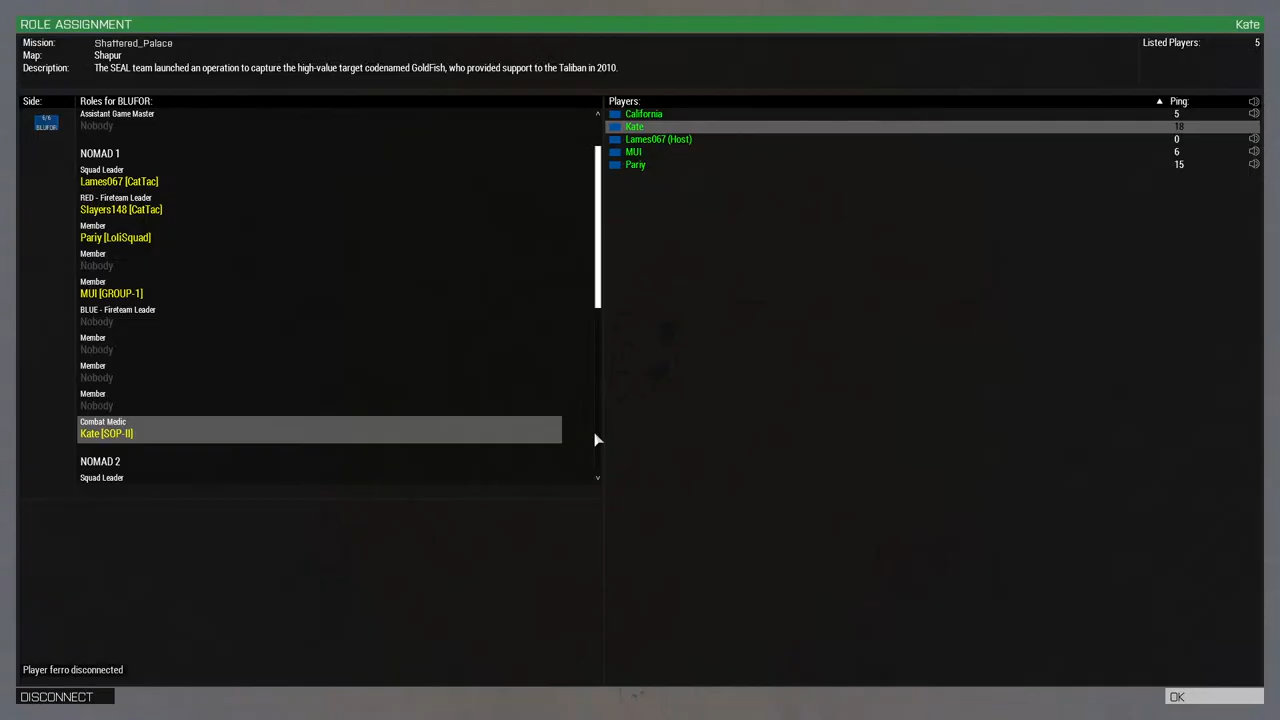 ROLE ASSIGNMENT
Kate
Mission: Shattered_Palace
Listed Players: 5
Map: Shapur
Description: The SEAL team launched an operation to capture the high-value target codenamed GoldFish, who provided support to the Taliban in 2010.
Side:
BLUFOR
Roles for BLUFOR:
Assistant Game Master
Nobody
NOMAD 1
Squad Leader
Lames067 [CatTac]
RED - Fireteam Leader
Slayers148 [CatTac]
Member
Pariy [LoliSquad]
Member
Nobody
Member
MUI [GROUP-1]
BLUE - Fireteam Leader
Nobody
Member
Nobody
Member
Nobody
Member
Nobody
Combat Medic
Kate [SOP-II]
NOMAD 2
Squad Leader
Players: Ping:
California 5
Kate 18
Lames067 (Host) 0
MUI 6
Pariy 15
Player ferro disconnected
DISCONNECT
OK